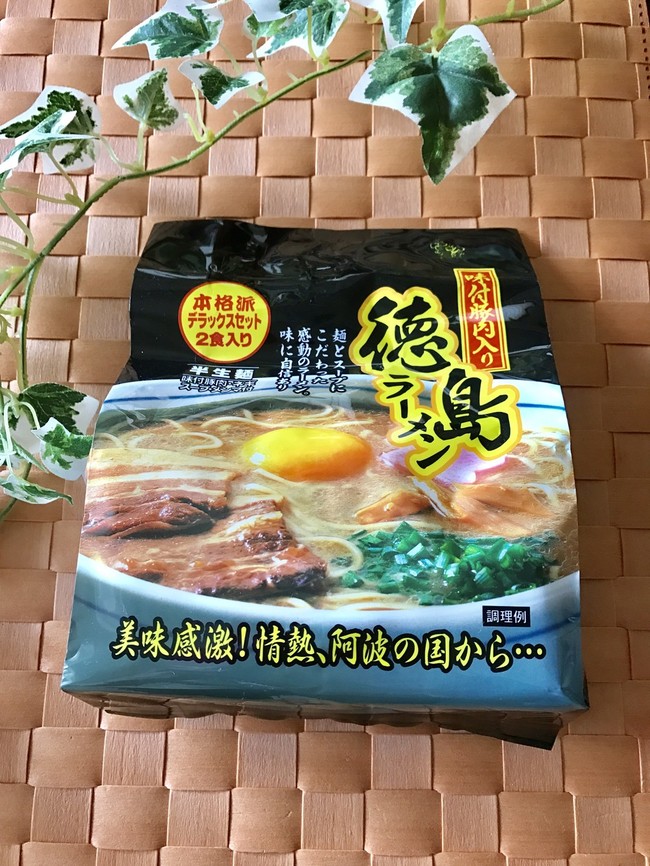 味付豚肉入り
徳島
ラーメン
麺とスープに
こだわった
感動のラーメン。
味に自信あり
本格派
デラックスセット
2食入り
半生麺
調理例
美味感激!情熱、阿波の国から…